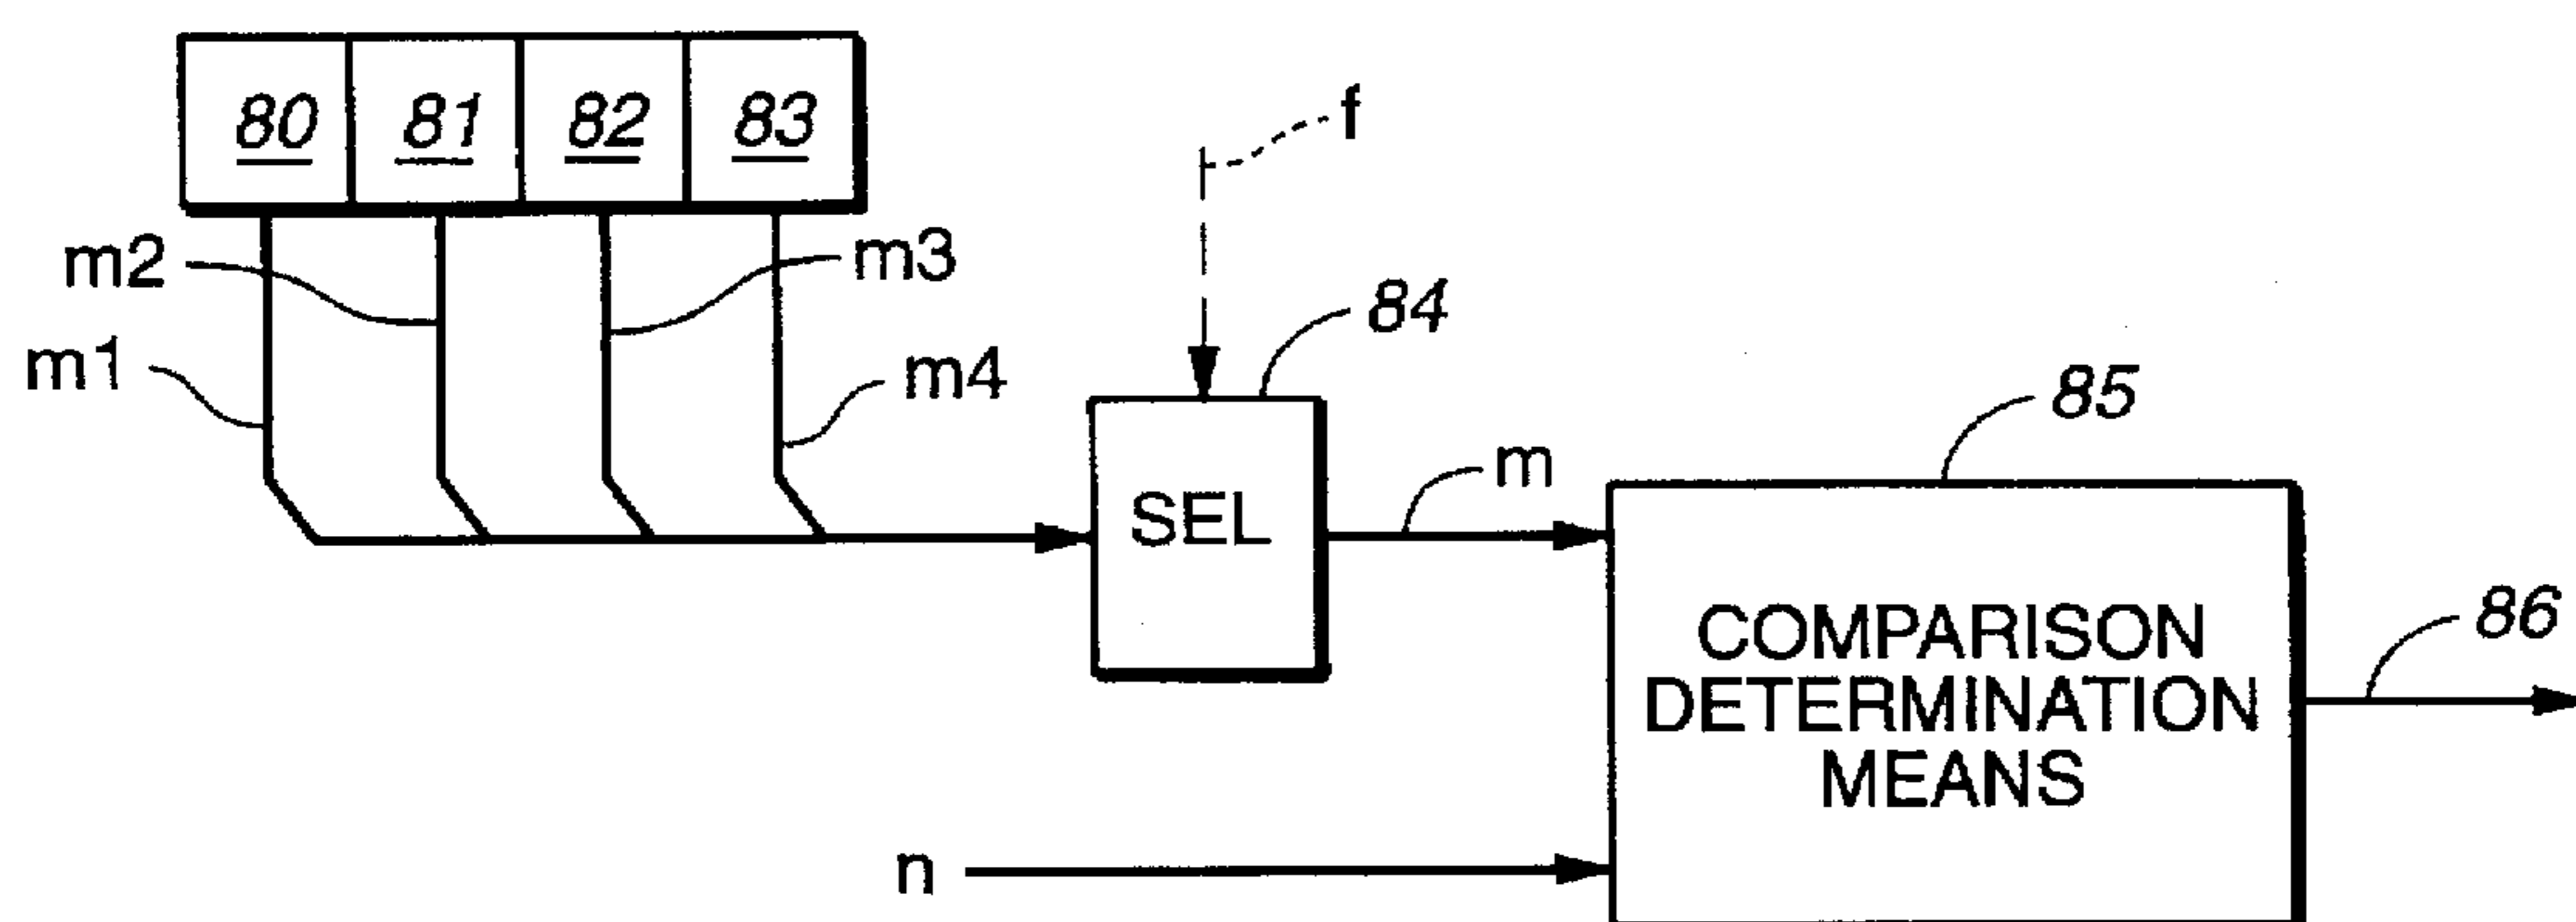 80 81 82 83
f
m2
m3
84
m1
m4
85
m
SEL
COMPARISON
DETERMINATION
MEANS
86
n